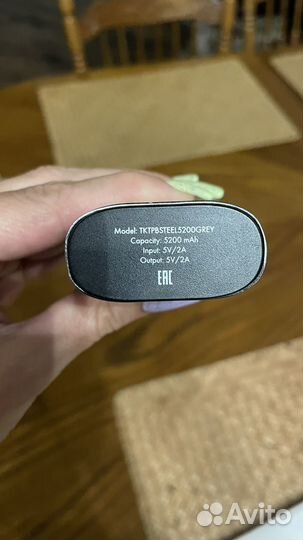 Model: TKTPBSTEEL5200GREY
Capacity: 5200 mAh
Input: 5V/2A
Output: 5V/2A
EAC
Avito